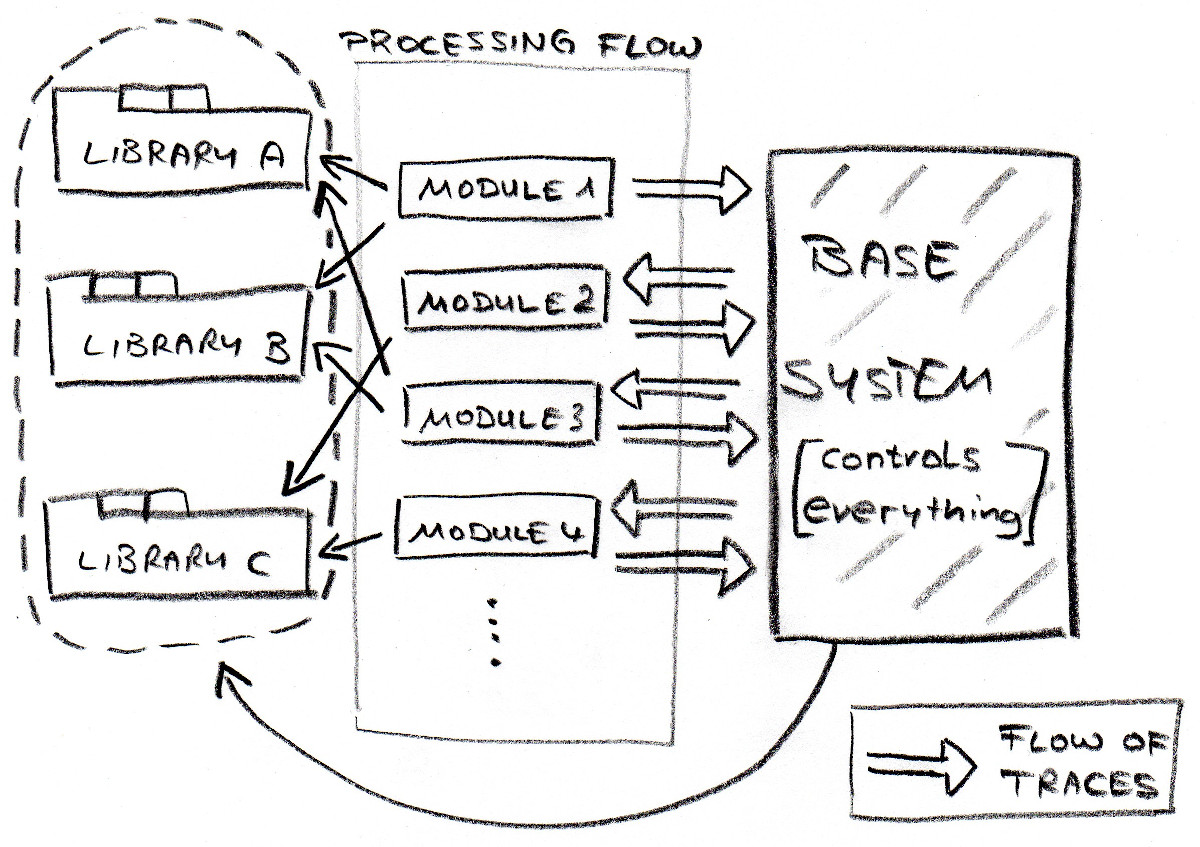 PROCESSING FLOW
LIBRARY A
LIBRARY B
LIBRARY C
MODULE 1
MODULE 2
MODULE 3
MODULE 4
BASE
SYSTEM
[controls
everything]
FLOW OF
TRACES